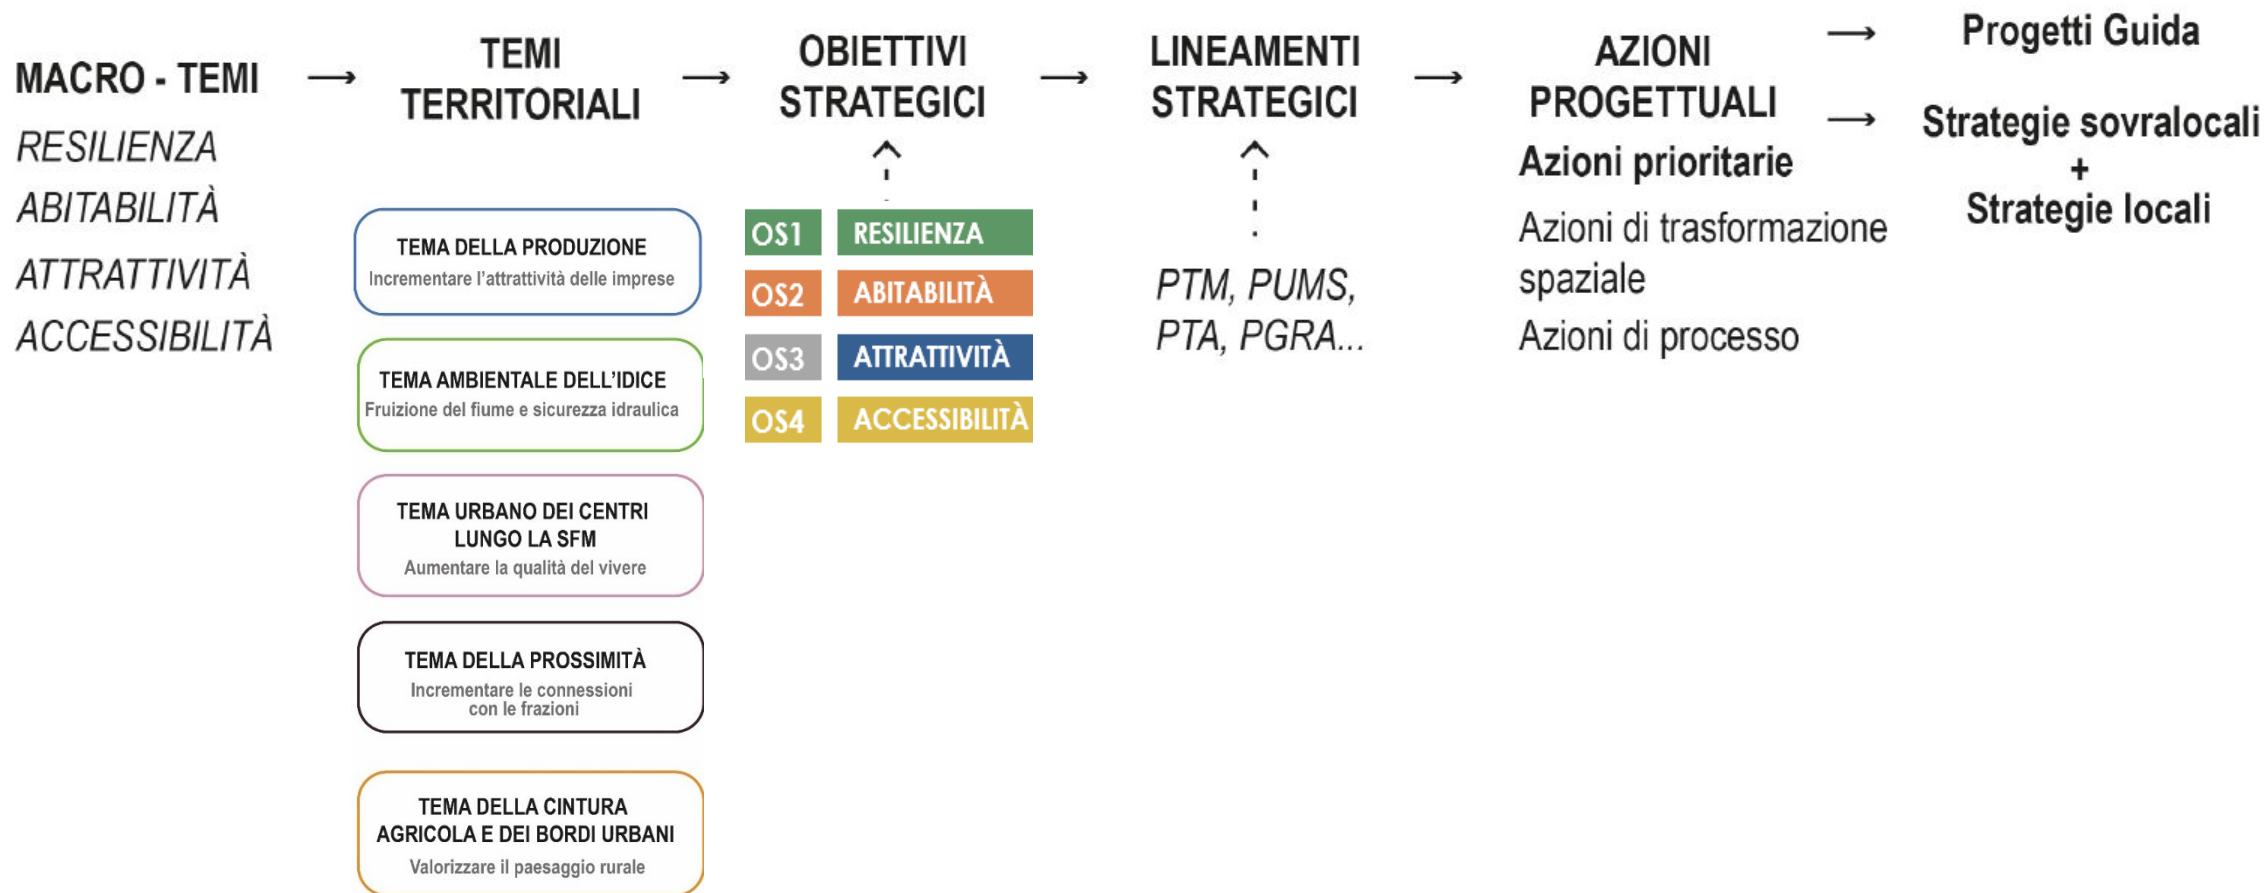 MACRO - TEMI
RESILIENZA
ABITABILITÀ
ATTRATTIVITÀ
ACCESSIBILITÀ
TEMI
TERRITORIALI
TEMA DELLA PRODUZIONE
Incrementare l'attrattività delle imprese
TEMA AMBIENTALE DELL'IDICE
Fruizione del fiume e sicurezza idraulica
TEMA URBANO DEI CENTRI
LUNGO LA SFM
Aumentare la qualità del vivere
TEMA DELLA PROSSIMITÀ
Incrementare le connessioni
con le frazioni
TEMA DELLA CINTURA
AGRICOLA E DEI BORDI URBANI
Valorizzare il paesaggio rurale
OBIETTIVI
STRATEGICI
OS1 RESILIENZA
OS2 ABITABILITÀ
OS3 ATTRATTIVITÀ
OS4 ACCESSIBILITÀ
LINEAMENTI
STRATEGICI
PTM, PUMS,
PTA, PGRA...
AZIONI
PROGETTUALI
Azioni prioritarie
Azioni di trasformazione
spaziale
Azioni di processo
Progetti Guida
Strategie sovralocali
+
Strategie locali